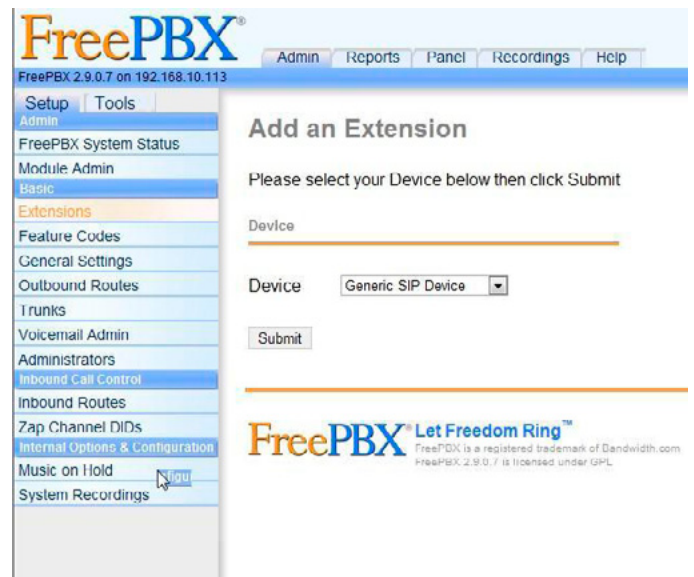 FreePBX®
Admin Reports Panel Recordings Help
FreePBX 2.9.0.7 on 192.168.10.113
Setup Tools
Admin
FreePBX System Status
Module Admin
Basic
Extensions
Feature Codes
General Settings
Outbound Routes
Trunks
Voicemail Admin
Administrators
Inbound Call Control
Inbound Routes
Zap Channel DIDs
Internal Options & Configuration
Music on Hold
figu
System Recordings
Add an Extension
Please select your Device below then click Submit
Device
Device Generic SIP Device
Submit
FreePBX® Let Freedom Ring™
FreePBX is a registered trademark of Bandwidth.com
FreePBX 2.9.0.7 is licensed under GPL